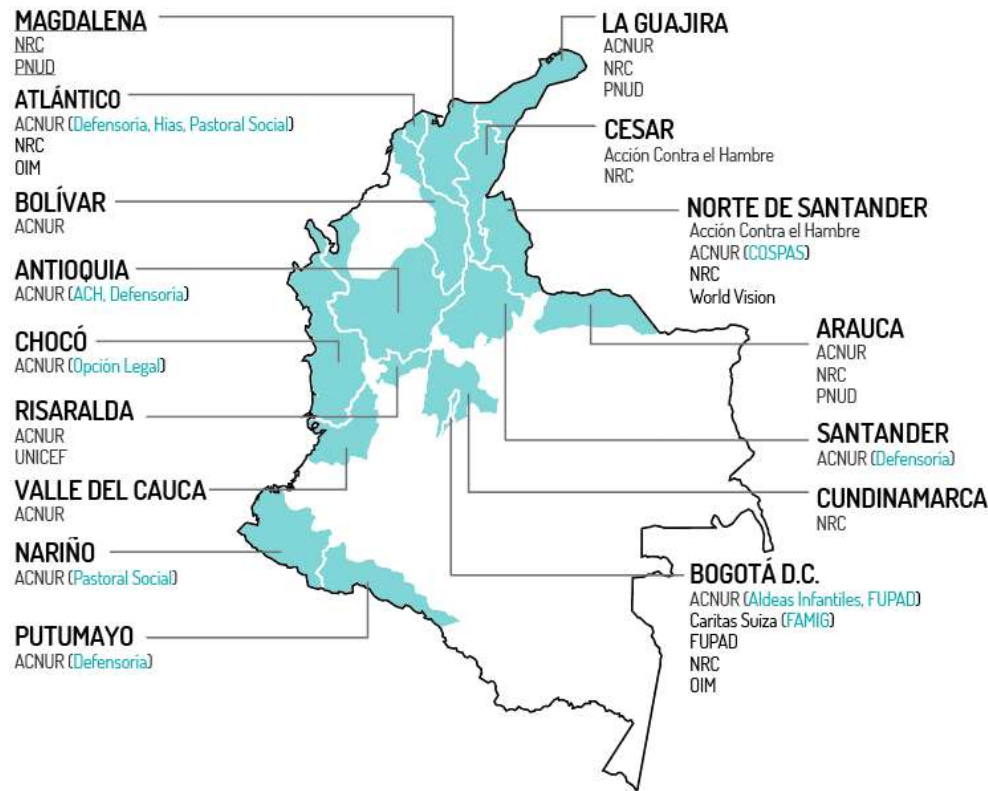 MAGDALENA
NRC
PNUD
ATLÁNTICO
ACNUR (Defensoria, Hias, Pastoral Social)
NRC
OIM
BOLÍVAR
ACNUR
ANTIOQUIA
ACNUR (ACH, Defensoria)
CHOCÓ
ACNUR (Opción Legal)
RISARALDA
ACNUR
UNICEF
VALLE DEL CAUCA
ACNUR
NARIÑO
ACNUR (Pastoral Social)
PUTUMAYO
ACNUR (Defensoria)
LA GUAJIRA
ACNUR
NRC
PNUD
CESAR
Acción Contra el Hambre
NRC
NORTE DE SANTANDER
Acción Contra el Hambre
ACNUR (COSPAS)
NRC
World Vision
ARAUCA
ACNUR
NRC
PNUD
SANTANDER
ACNUR (Defensoria)
CUNDINAMARCA
NRC
BOGOTÁ D.C.
ACNUR (Aldeas Infantiles, FUPAD)
Caritas Suiza (FAMIG)
FUPAD
NRC
OIM